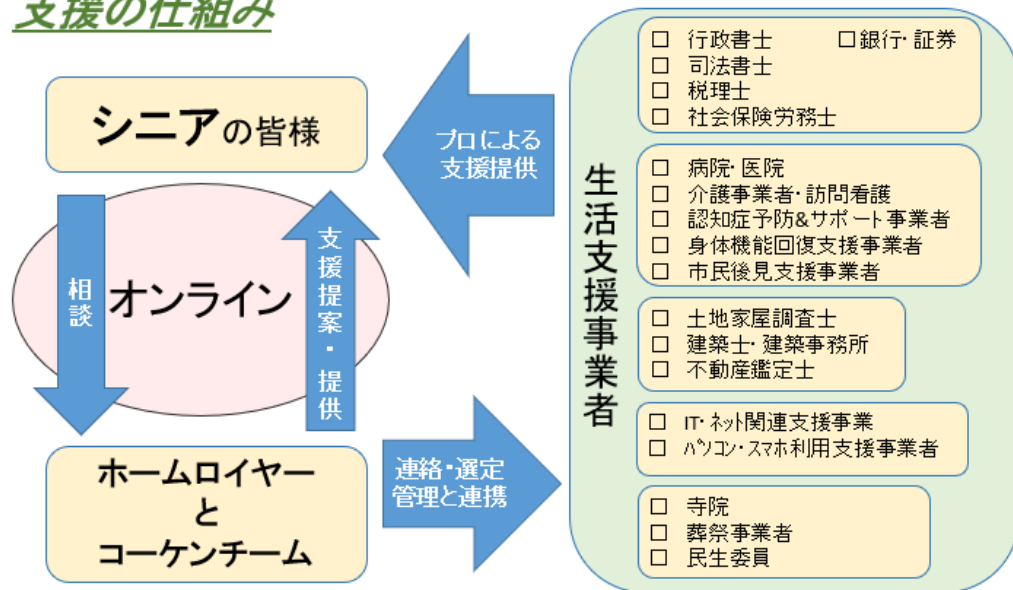 支援の仕組み
シニアの皆様
相談
オンライン
支援提案・提供
ホームロイヤー
と
コーケンチーム
プロによる
支援提供
連絡・選定
管理と連携
生活支援事業者
□ 行政書士 □銀行・証券
□ 司法書士
□ 税理士
□ 社会保険労務士
□ 病院・医院
□ 介護事業者・訪問看護
□ 認知症予防&サポート事業者
□ 身体機能回復支援事業者
□ 市民後見支援事業者
□ 土地家屋調査士
□ 建築士・建築事務所
□ 不動産鑑定士
□ IT・ネット関連支援事業
□ パソコン・スマホ利用支援事業者
□ 寺院
□ 葬祭事業者
□ 民生委員